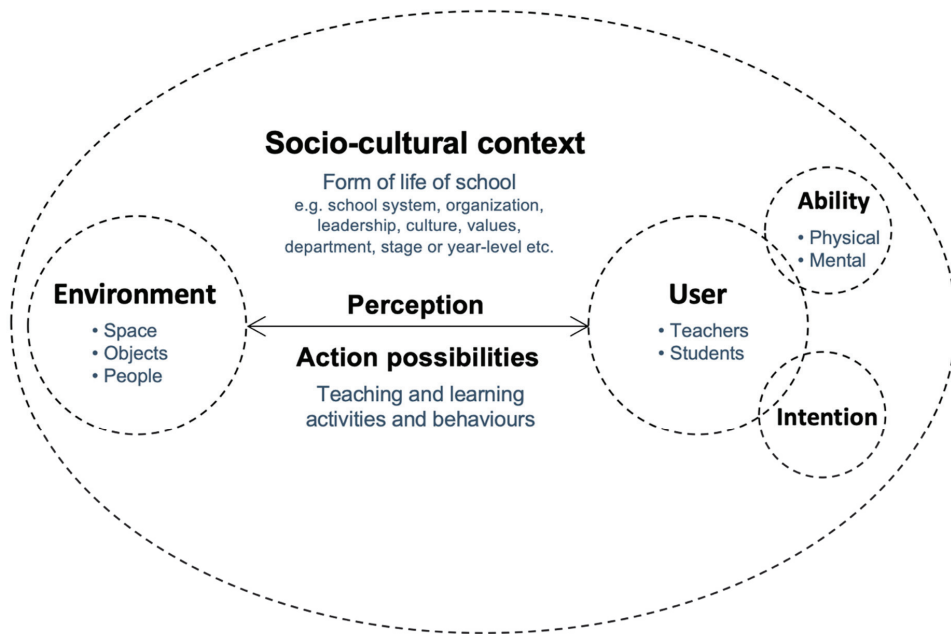 Socio-cultural context
Form of life of school
e.g. school system, organization,
leadership, culture, values,
department, stage or year-level etc.
Environment
• Space
• Objects
• People
Perception
Action possibilities
Teaching and learning
activities and behaviours
User
• Teachers
• Students
Ability
• Physical
• Mental
Intention